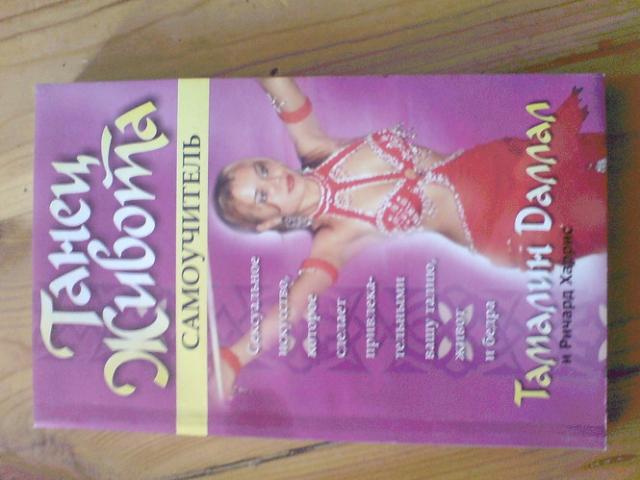 Танец
Живота
САМОУЧИТЕЛЬ
Сексуальное
искусство,
которое
сделает
привлека-
тельными
вашу талию,
живот
и бедра
Тамалин Даллал
и Ричард Харрис